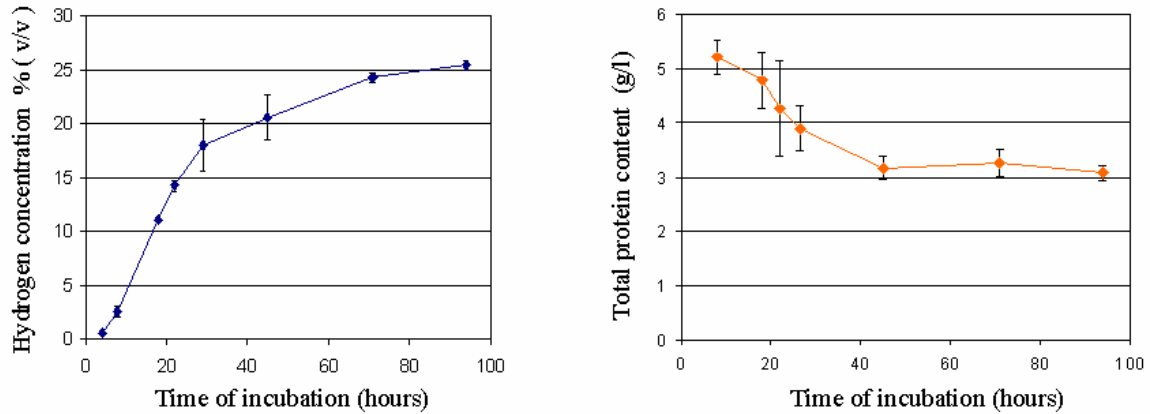 Hydrogen concentration % ( v/v)
30
25
20
15
10
5
0
0 20 40 60 80 100
Time of incubation (hours)
Total protein content (g/l)
6
5
4
3
2
1
0
0 20 40 60 80 100
Time of incubation (hours)